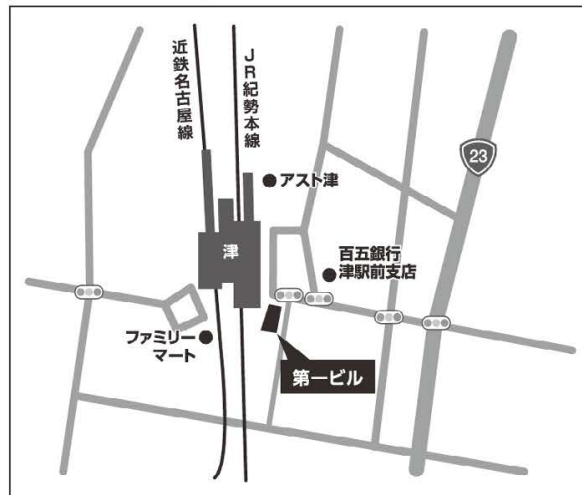 近鉄名古屋線
JR紀勢本線
アスト津
23
津
百五銀行
津駅前支店
ファミリー
マート
第一ビル